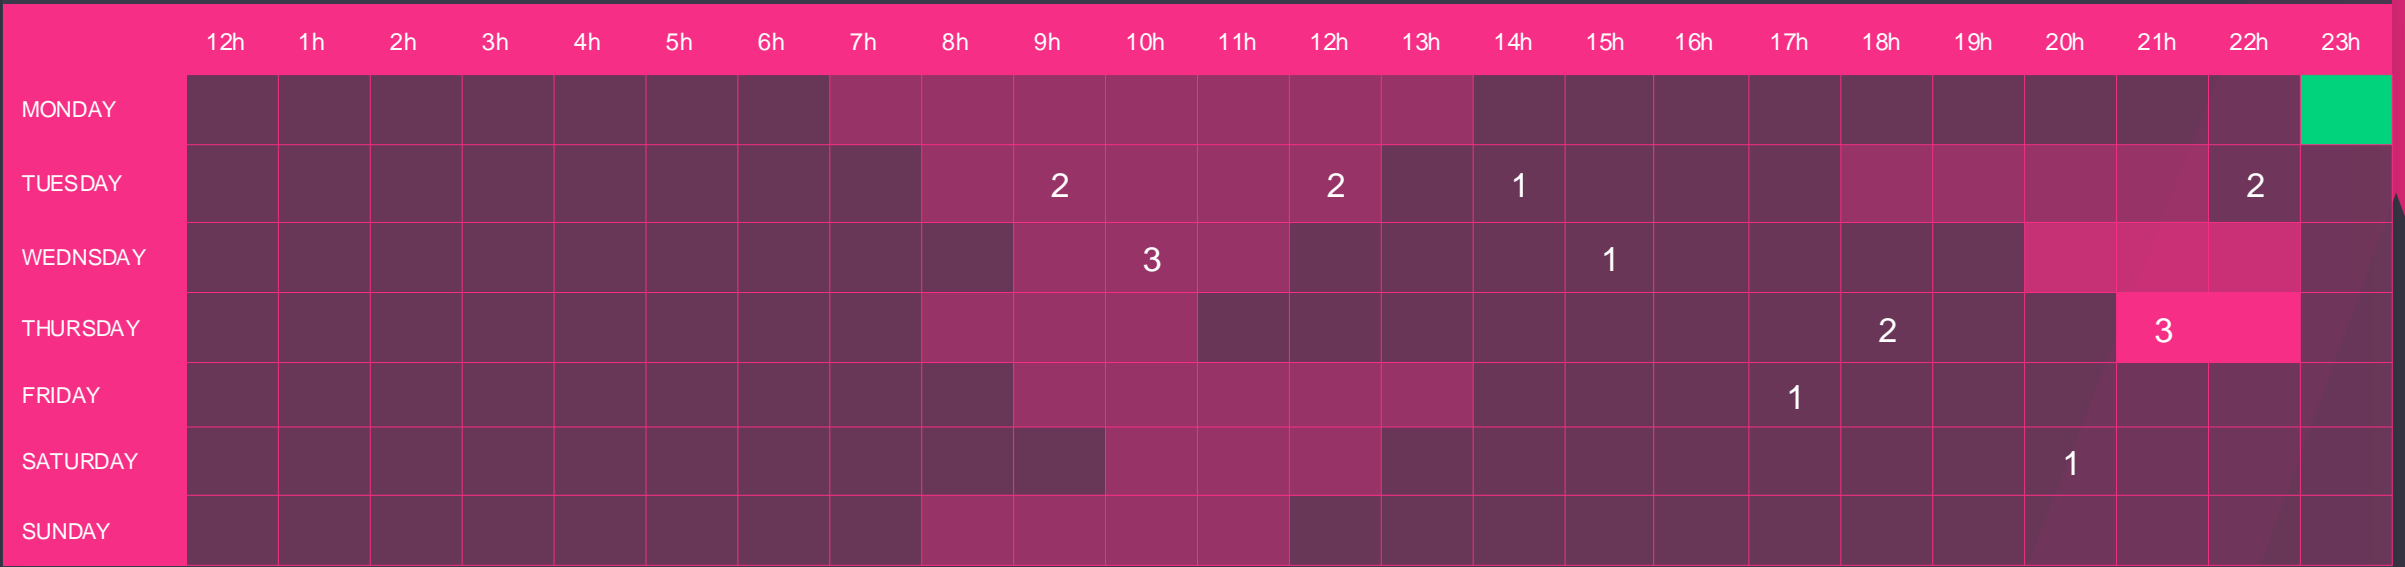 12h 1h 2h 3h 4h 5h 6h 7h 8h 9h 10h 11h 12h 13h 14h 15h 16h 17h 18h 19h 20h 21h 22h 23h
MONDAY
TUESDAY 2 2 1 2
WEDNSDAY 3 1
THURSDAY 2 3
FRIDAY 1
SATURDAY 1
SUNDAY